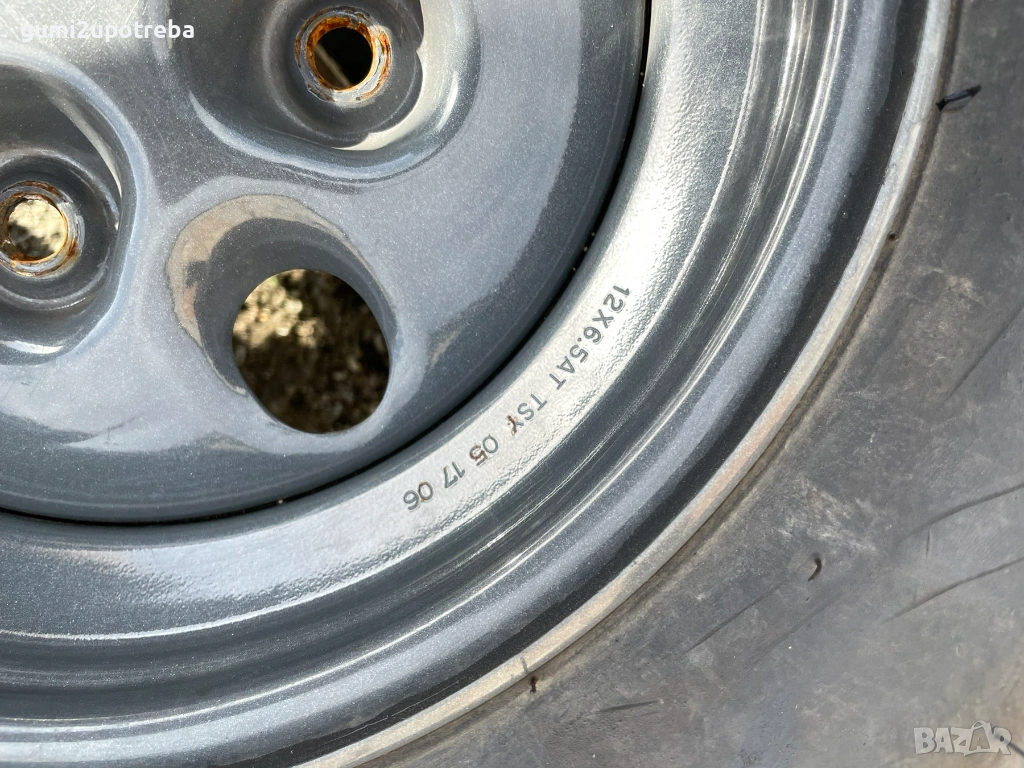 gumizupotreba
12X6.5AT TSY 05 17 06
BAZAR